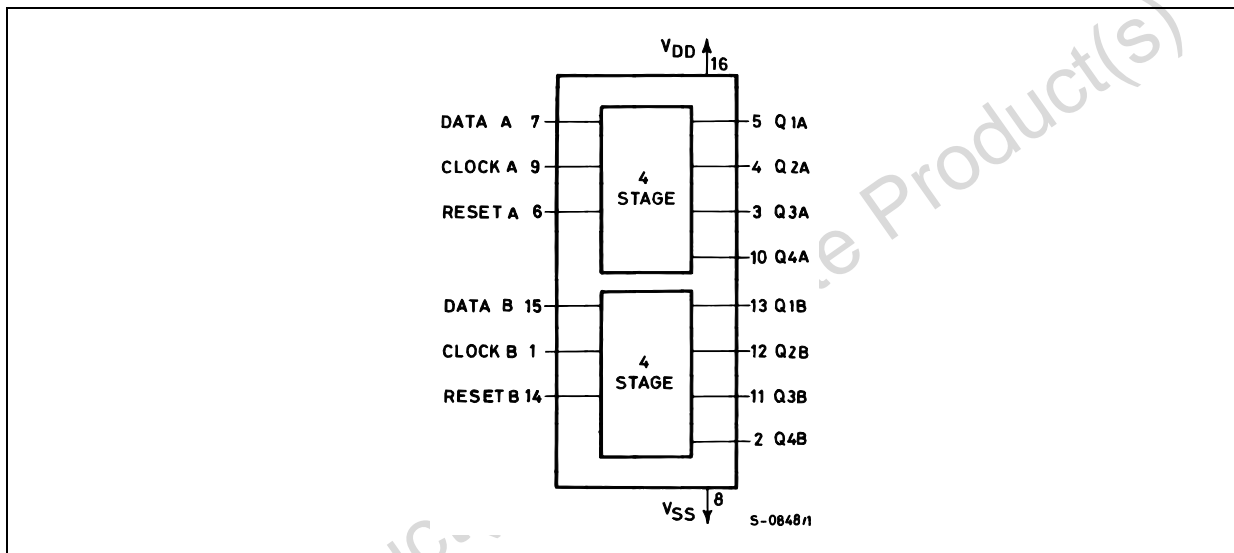 VDD
16
DATA A 7
5 Q1A
CLOCK A 9
4 Q2A
4
STAGE
RESET A 6
3 Q3A
10 Q4A
DATA B 15
13 Q1B
CLOCK B 1
12 Q2B
4
STAGE
RESET B 14
11 Q3B
2 Q4B
8
VSS
S-0848/1
Product(s)